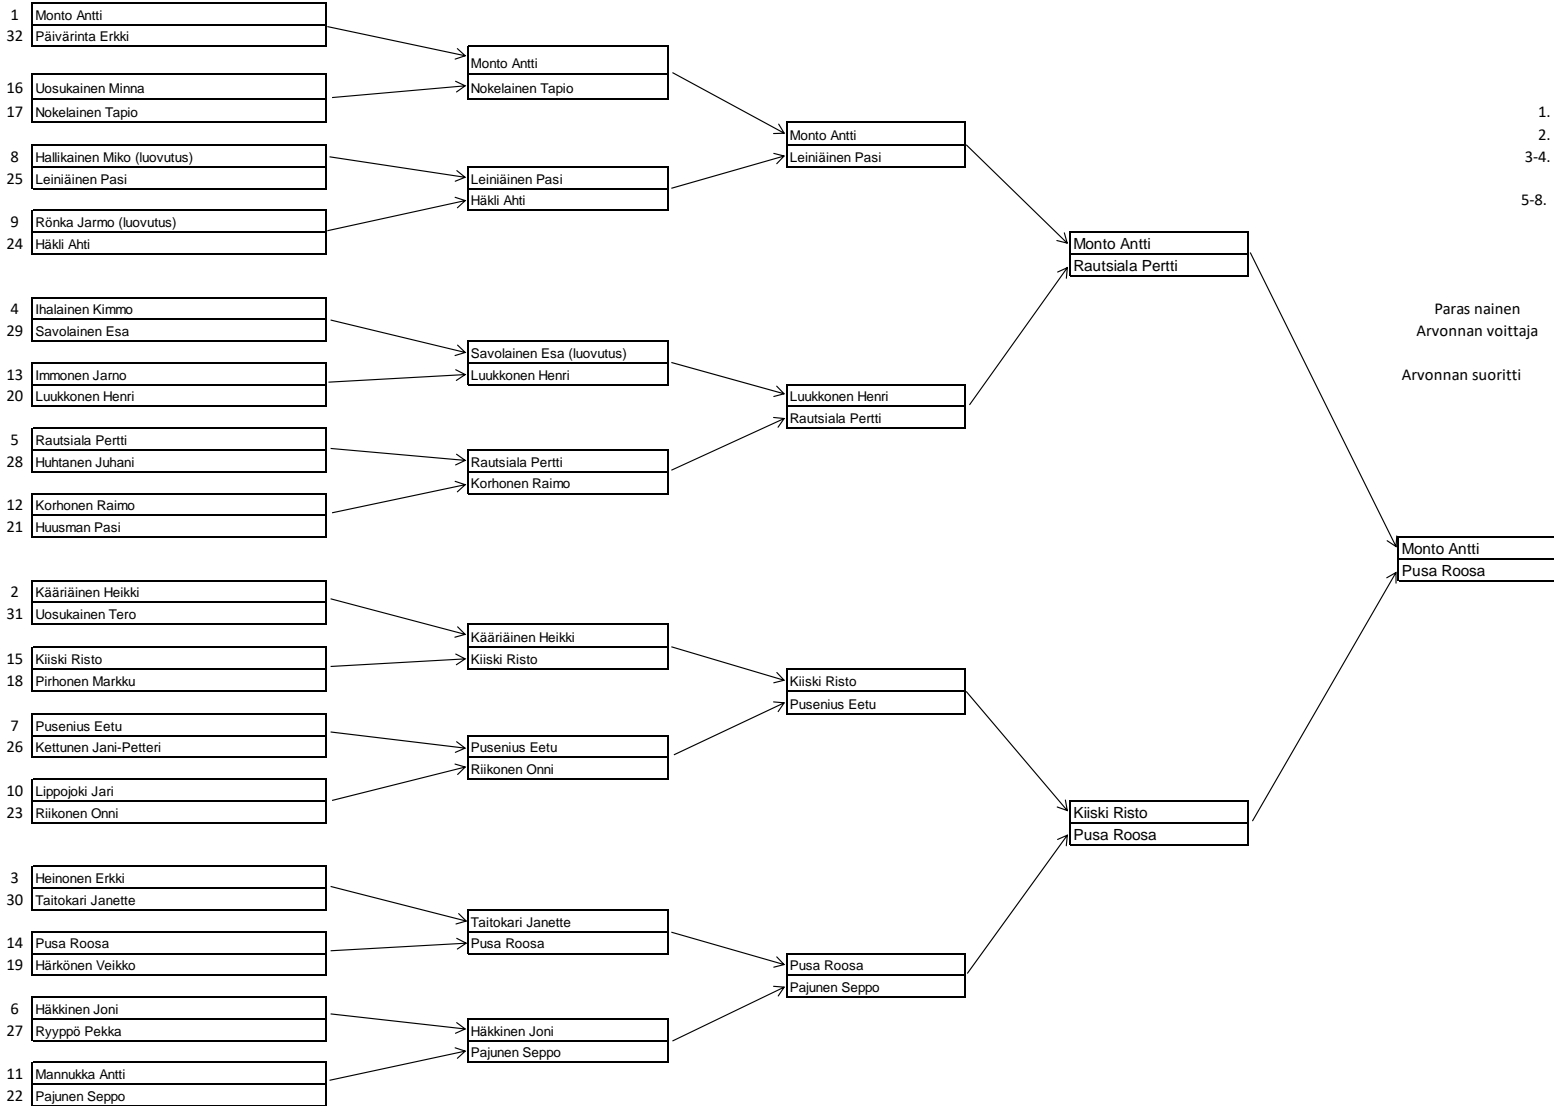 1 Monto Antti
32 Päivärinta Erkki
16 Uosukainen Minna
17 Nokelainen Tapio
8 Hallikainen Miko (luovutus)
25 Leiniäinen Pasi
9 Rönka Jarmo (luovutus)
24 Häkli Ahti
4 Ihalainen Kimmo
29 Savolainen Esa
13 Immonen Jarno
20 Luukkonen Henri
5 Rautsiala Pertti
28 Huhtanen Juhani
12 Korhonen Raimo
21 Huusman Pasi
2 Kääriäinen Heikki
31 Uosukainen Tero
15 Kiiski Risto
18 Pirhonen Markku
7 Pusenius Eetu
26 Kettunen Jani-Petteri
10 Lippojoki Jari
23 Riikonen Onni
3 Heinonen Erkki
30 Taitokari Janette
14 Pusa Roosa
19 Härkönen Veikko
6 Häkkinen Joni
27 Ryyppö Pekka
11 Mannukka Antti
22 Pajunen Seppo
Monto Antti
Nokelainen Tapio
Leiniäinen Pasi
Häkli Ahti
Savolainen Esa (luovutus)
Luukkonen Henri
Rautsiala Pertti
Korhonen Raimo
Kääriäinen Heikki
Kiiski Risto
Pusenius Eetu
Riikonen Onni
Taitokari Janette
Pusa Roosa
Häkkinen Joni
Pajunen Seppo
Monto Antti
Leiniäinen Pasi
Luukkonen Henri
Rautsiala Pertti
Kiiski Risto
Pusenius Eetu
Pusa Roosa
Pajunen Seppo
Monto Antti
Rautsiala Pertti
Kiiski Risto
Pusa Roosa
Monto Antti
Pusa Roosa
1.
2.
3-4.
5-8.
Paras nainen
Arvonnan voittaja
Arvonnan suoritti